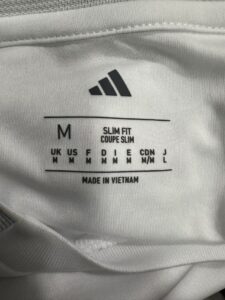 M
SLIM FIT
COUPE SLIM
UK US F D I E CDN J
M M M M M M M/M L
MADE IN VIETNAM